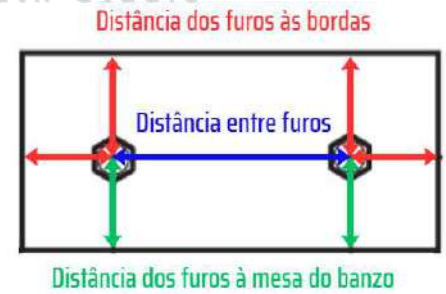 Distância dos furos às bordas
Distância entre furos
Distância dos furos à mesa do banzo